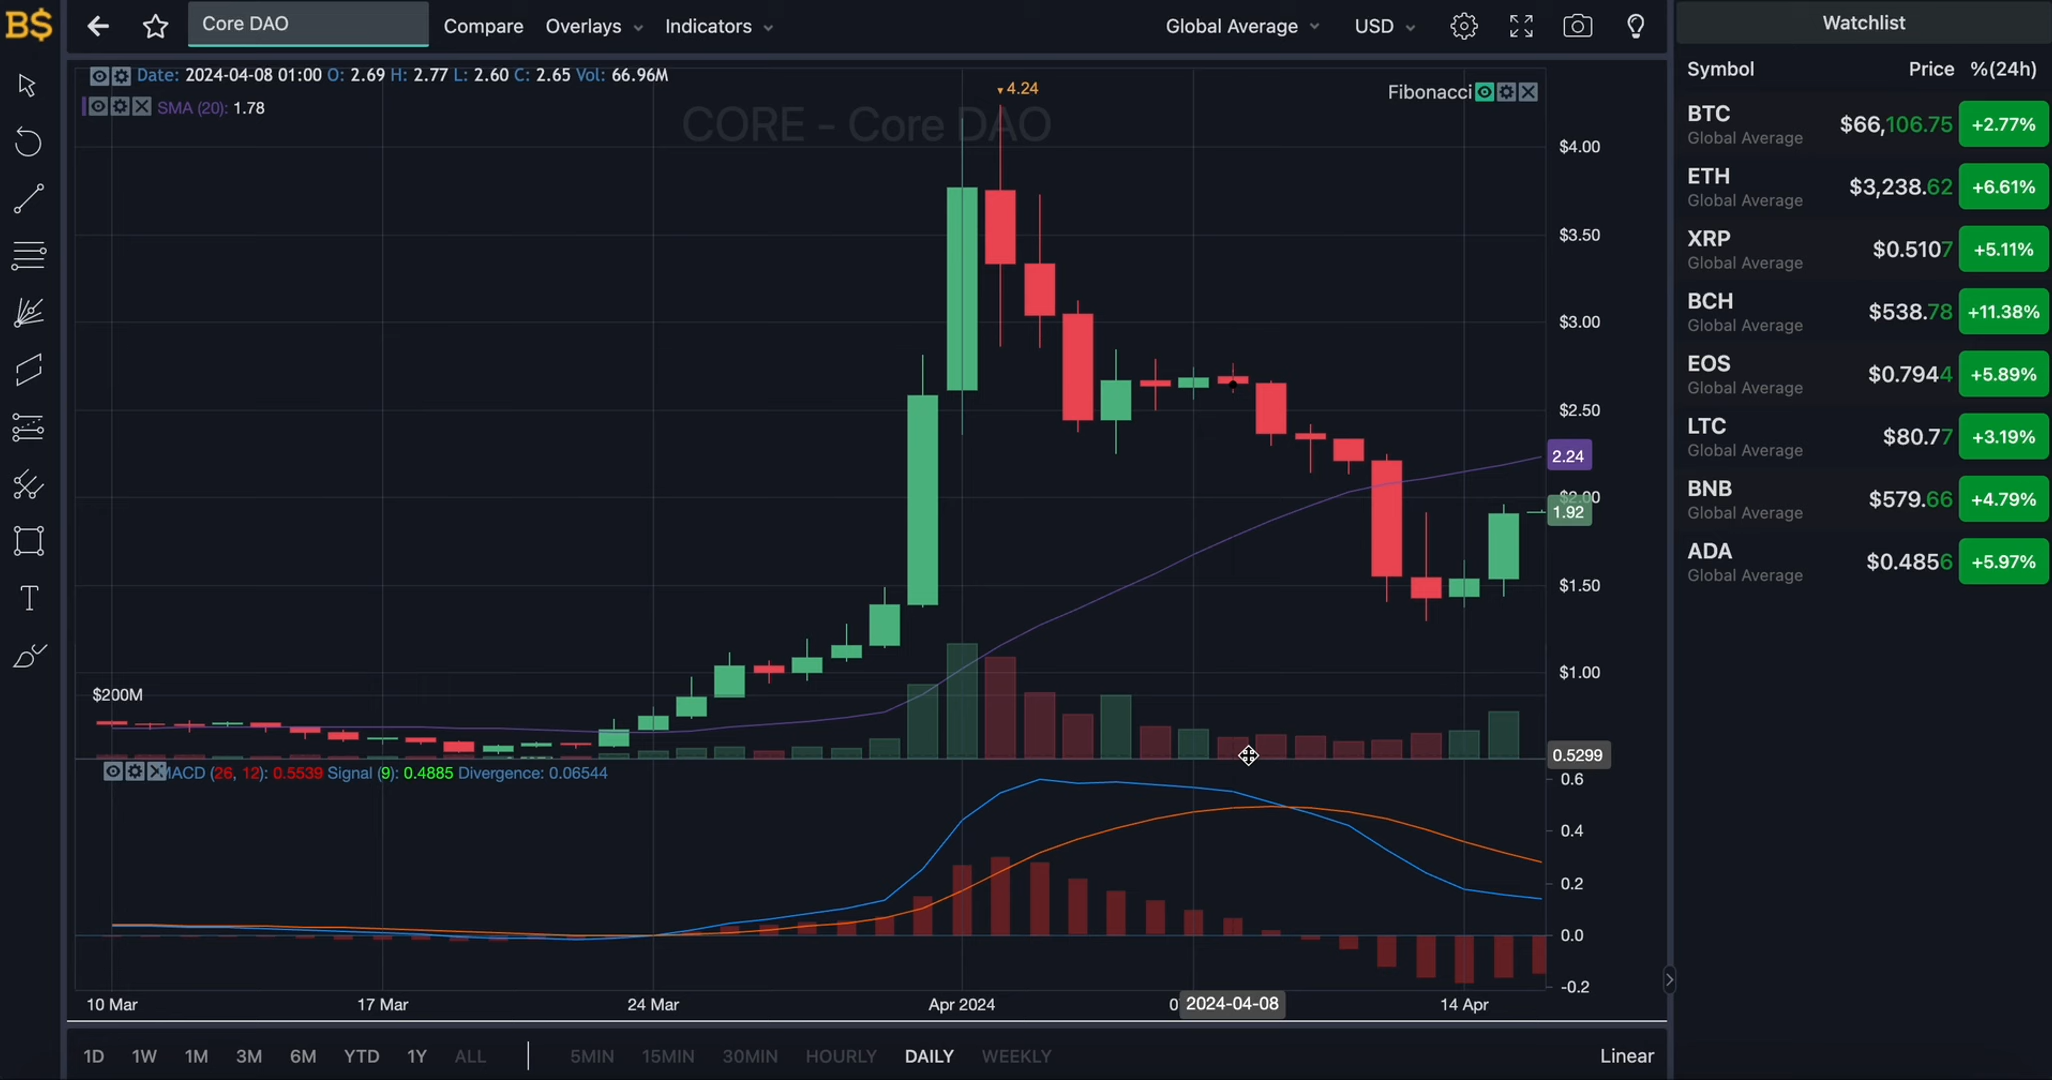 B$
Core DAO Compare Overlays Indicators Global Average USD
Date: 2024-04-08 01:00 O: 2.69 H: 2.77 L: 2.60 C: 2.65 Vol: 66.96M
SMA (20): 1.78
4.24
CORE - Core DAO
Fibonacci
$4.00
$3.50
$3.00
$2.50
2.24
$2.00
1.92
$1.50
$1.00
$200M
0.5299
MACD (26, 12): 0.5539 Signal (9): 0.4885 Divergence: 0.06544
0.6
0.4
0.2
0.0
-0.2
10 Mar 17 Mar 24 Mar Apr 2024 0 2024-04-08 14 Apr
1D 1W 1M 3M 6M YTD 1Y ALL 5MIN 15MIN 30MIN HOURLY DAILY WEEKLY Linear
T
Watchlist
Symbol Price %(24h)
BTC $66,106.75 +2.77%
Global Average
ETH $3,238.62 +6.61%
Global Average
XRP $0.5107 +5.11%
Global Average
BCH $538.78 +11.38%
Global Average
EOS $0.7944 +5.89%
Global Average
LTC $80.77 +3.19%
Global Average
BNB $579.66 +4.79%
Global Average
ADA $0.4856 +5.97%
Global Average